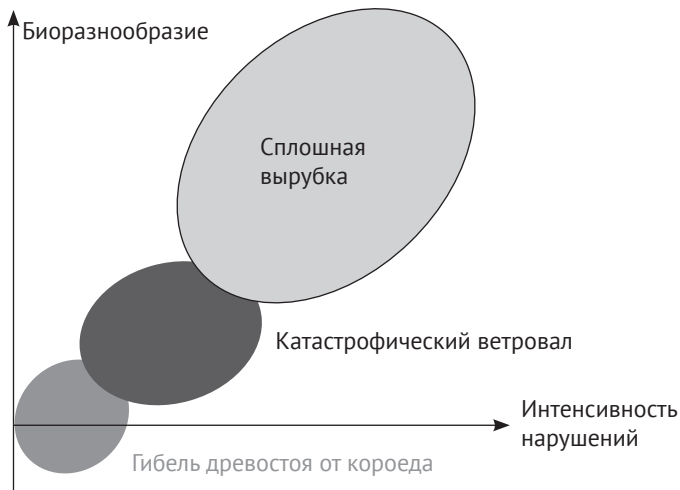 Биоразнообразие
Сплошная
вырубка
Катастрофический ветровал
Интенсивность
нарушений
Гибель древостоя от короеда